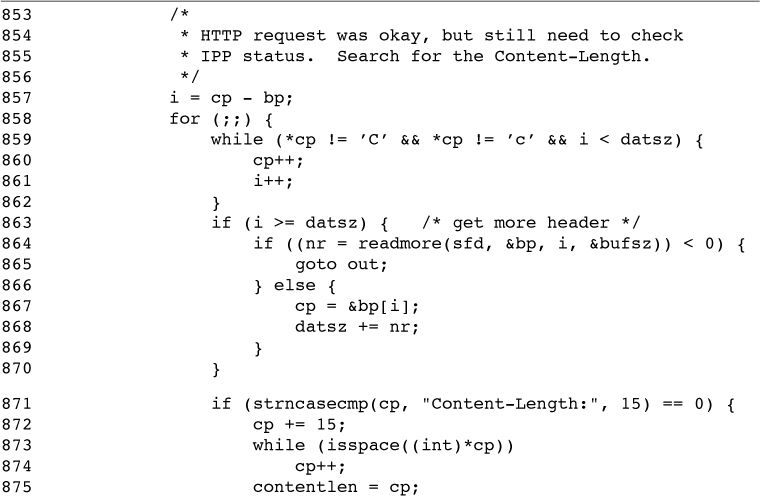 853             /*
854              * HTTP request was okay, but still need to check
855              * IPP status.  Search for the Content-Length.
856              */
857             i = cp - bp;
858             for (;;) {
859                 while (*cp != ’C’ && *cp != ’c’ && i < datsz) {
860                     cp++;
861                     i++;
862                 }
863                 if (i >= datsz) {   /* get more header */
864                     if ((nr = readmore(sfd, &bp, i, &bufsz)) < 0) {
865                         goto out;
866                     } else {
867                         cp = &bp[i];
868                         datsz += nr;
869                     }
870                 }
871                 if (strncasecmp(cp, "Content-Length:", 15) == 0) {
872                     cp += 15;
873                     while (isspace((int)*cp))
874                         cp++;
875                     contentlen = cp;